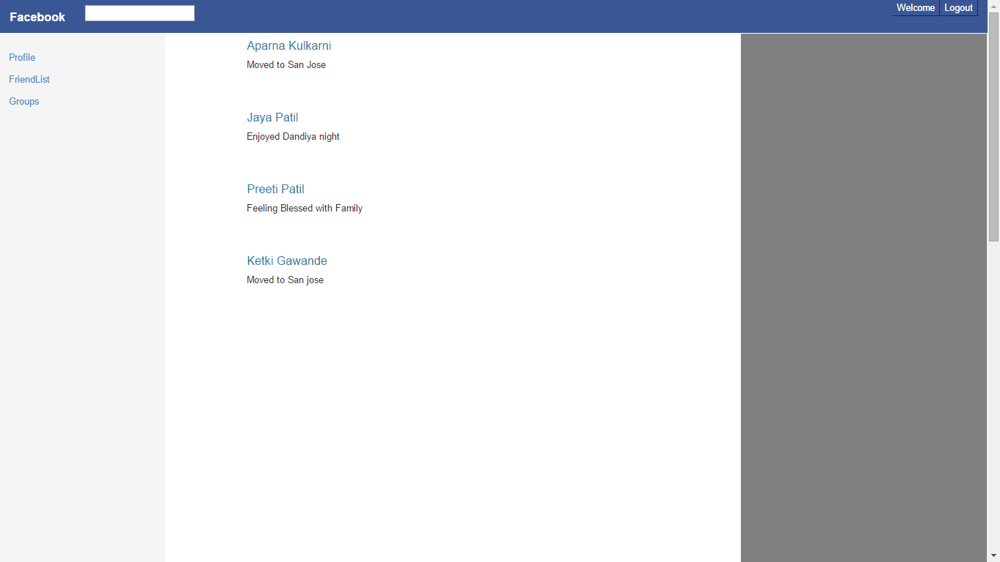 Facebook
Welcome Logout
Profile
FriendList
Groups
Aparna Kulkarni
Moved to San Jose
Jaya Patil
Enjoyed Dandiya night
Preeti Patil
Feeling Blessed with Family
Ketki Gawande
Moved to San jose